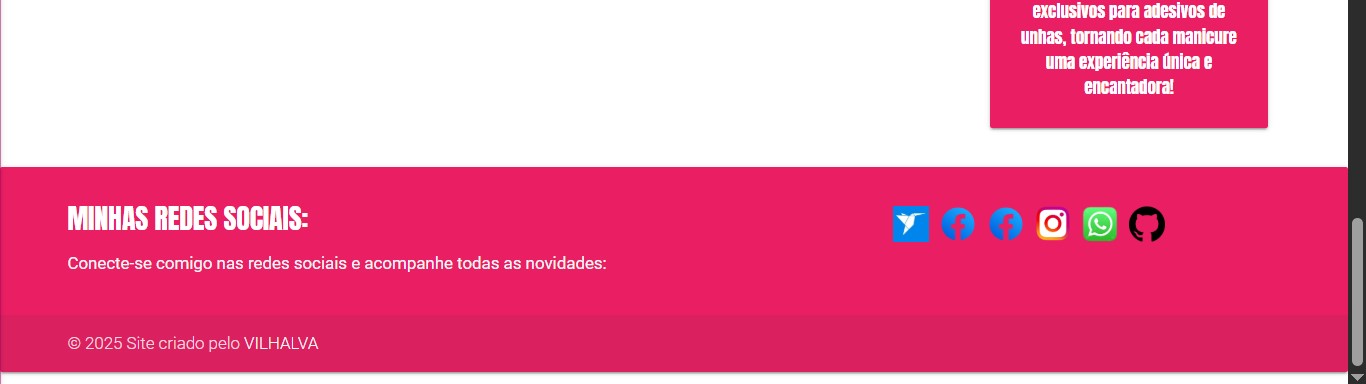 exclusivos para adesivos de
unhas, tornando cada manicure
uma experiência única e
encantadora!
MINHAS REDES SOCIAIS:
Conecte-se comigo nas redes sociais e acompanhe todas as novidades:
© 2025 Site criado pelo VILHALVA